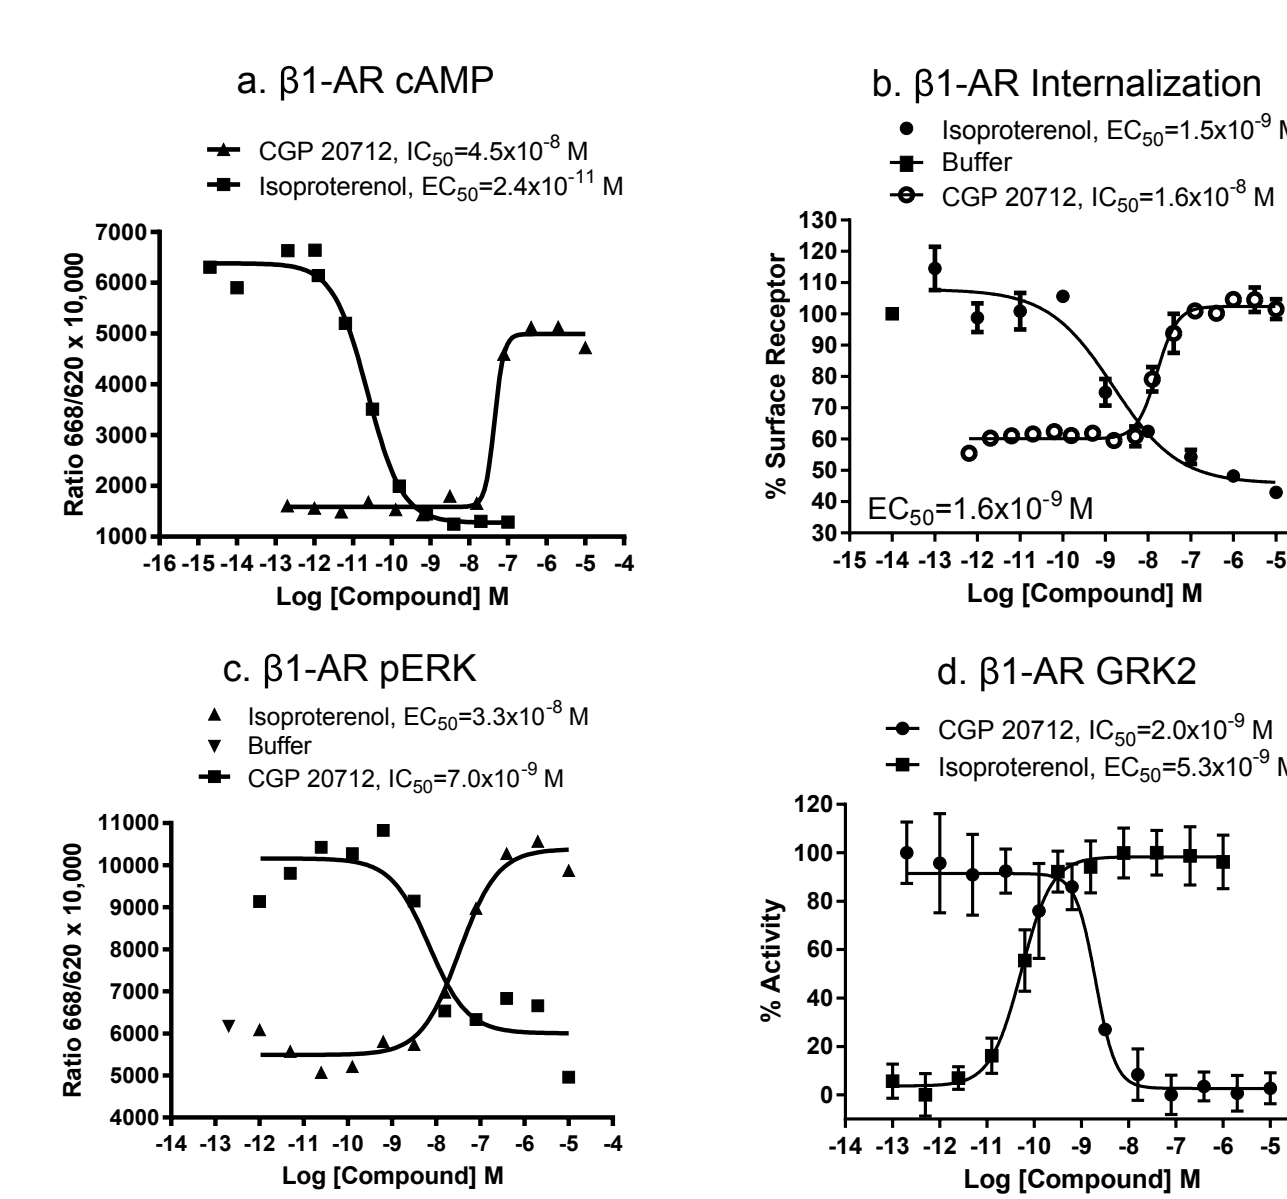 a. β1-AR cAMP
CGP 20712, IC50=4.5x10-8 M
Isoproterenol, EC50=2.4x10-11 M
7000
6000
5000
4000
3000
2000
1000
Ratio 668/620 x 10,000
-16 -15 -14 -13 -12 -11 -10 -9 -8 -7 -6 -5 -4
Log [Compound] M
b. β1-AR Internalization
Isoproterenol, EC50=1.5x10-9 M
Buffer
CGP 20712, IC50=1.6x10-8 M
130
120
110
100
90
80
70
60
50
40
30
% Surface Receptor
EC50=1.6x10-9 M
-15 -14 -13 -12 -11 -10 -9 -8 -7 -6 -5
Log [Compound] M
c. β1-AR pERK
Isoproterenol, EC50=3.3x10-8 M
Buffer
CGP 20712, IC50=7.0x10-9 M
11000
10000
9000
8000
7000
6000
5000
4000
Ratio 668/620 x 10,000
-14 -13 -12 -11 -10 -9 -8 -7 -6 -5 -4
Log [Compound] M
d. β1-AR GRK2
CGP 20712, IC50=2.0x10-9 M
Isoproterenol, EC50=5.3x10-9 M
120
100
80
60
40
20
0
% Activity
-14 -13 -12 -11 -10 -9 -8 -7 -6 -5
Log [Compound] M